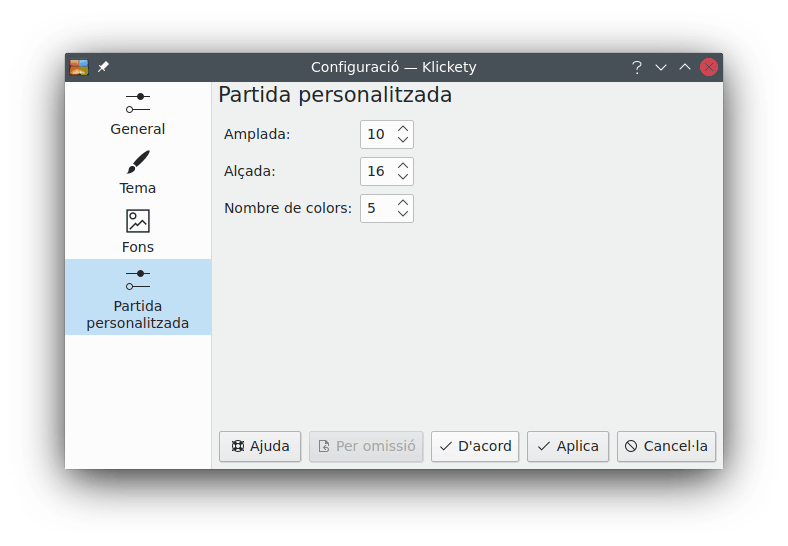 Configuració — Klickety
General
Tema
Fons
Partida
personalitzada
Partida personalitzada
Amplada: 10
Alçada: 16
Nombre de colors: 5
Ajuda Per omissió D'acord Aplica Cancel·la